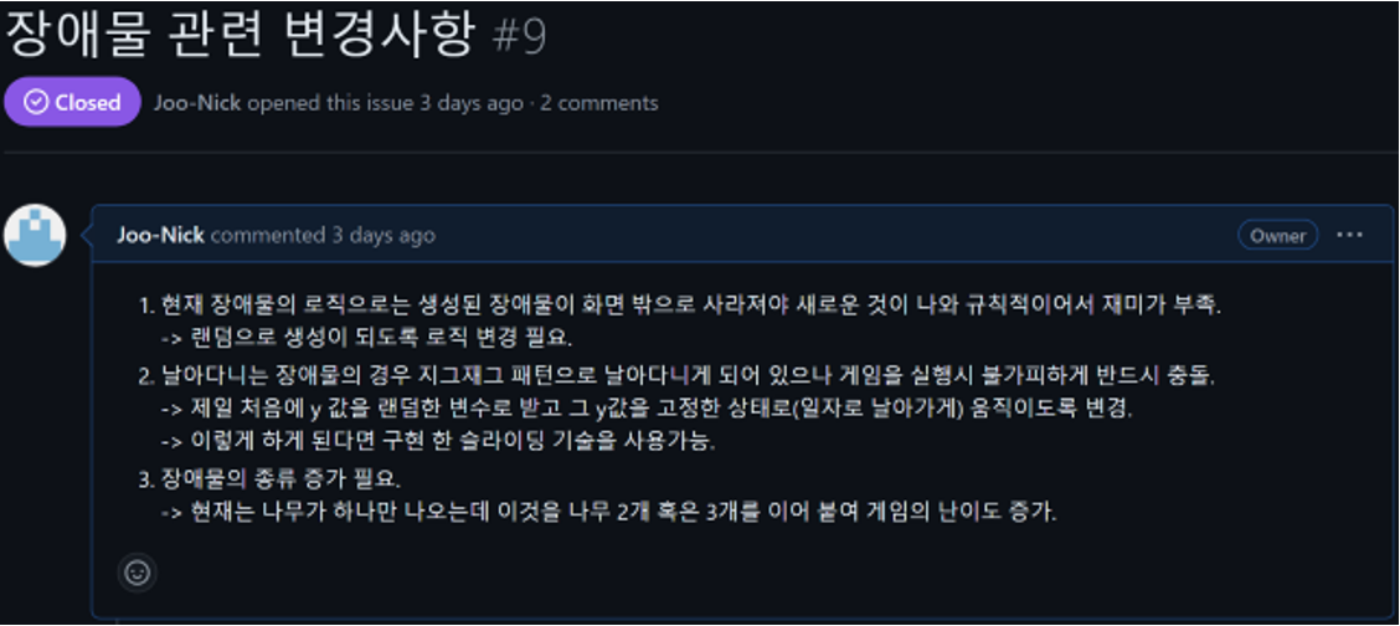 장애물 관련 변경사항 #9
Closed Joo-Nick opened this issue 3 days ago · 2 comments
Joo-Nick commented 3 days ago Owner ...
1. 현재 장애물의 로직으로는 생성된 장애물이 화면 밖으로 사라져야 새로운 것이 나와 규칙적이어서 재미가 부족.
-> 랜덤으로 생성이 되도록 로직 변경 필요.
2. 날아다니는 장애물의 경우 지그재그 패턴으로 날아다니게 되어 있으나 게임을 실행시 불가피하게 반드시 충돌.
-> 제일 처음에 y 값을 랜덤한 변수로 받고 그 y값을 고정한 상태로(일자로 날아가게) 움직이도록 변경.
-> 이렇게 하게 된다면 구현 한 슬라이딩 기술을 사용가능.
3. 장애물의 종류 증가 필요.
-> 현재는 나무가 하나만 나오는데 이것을 나무 2개 혹은 3개를 이어 붙여 게임의 난이도 증가.